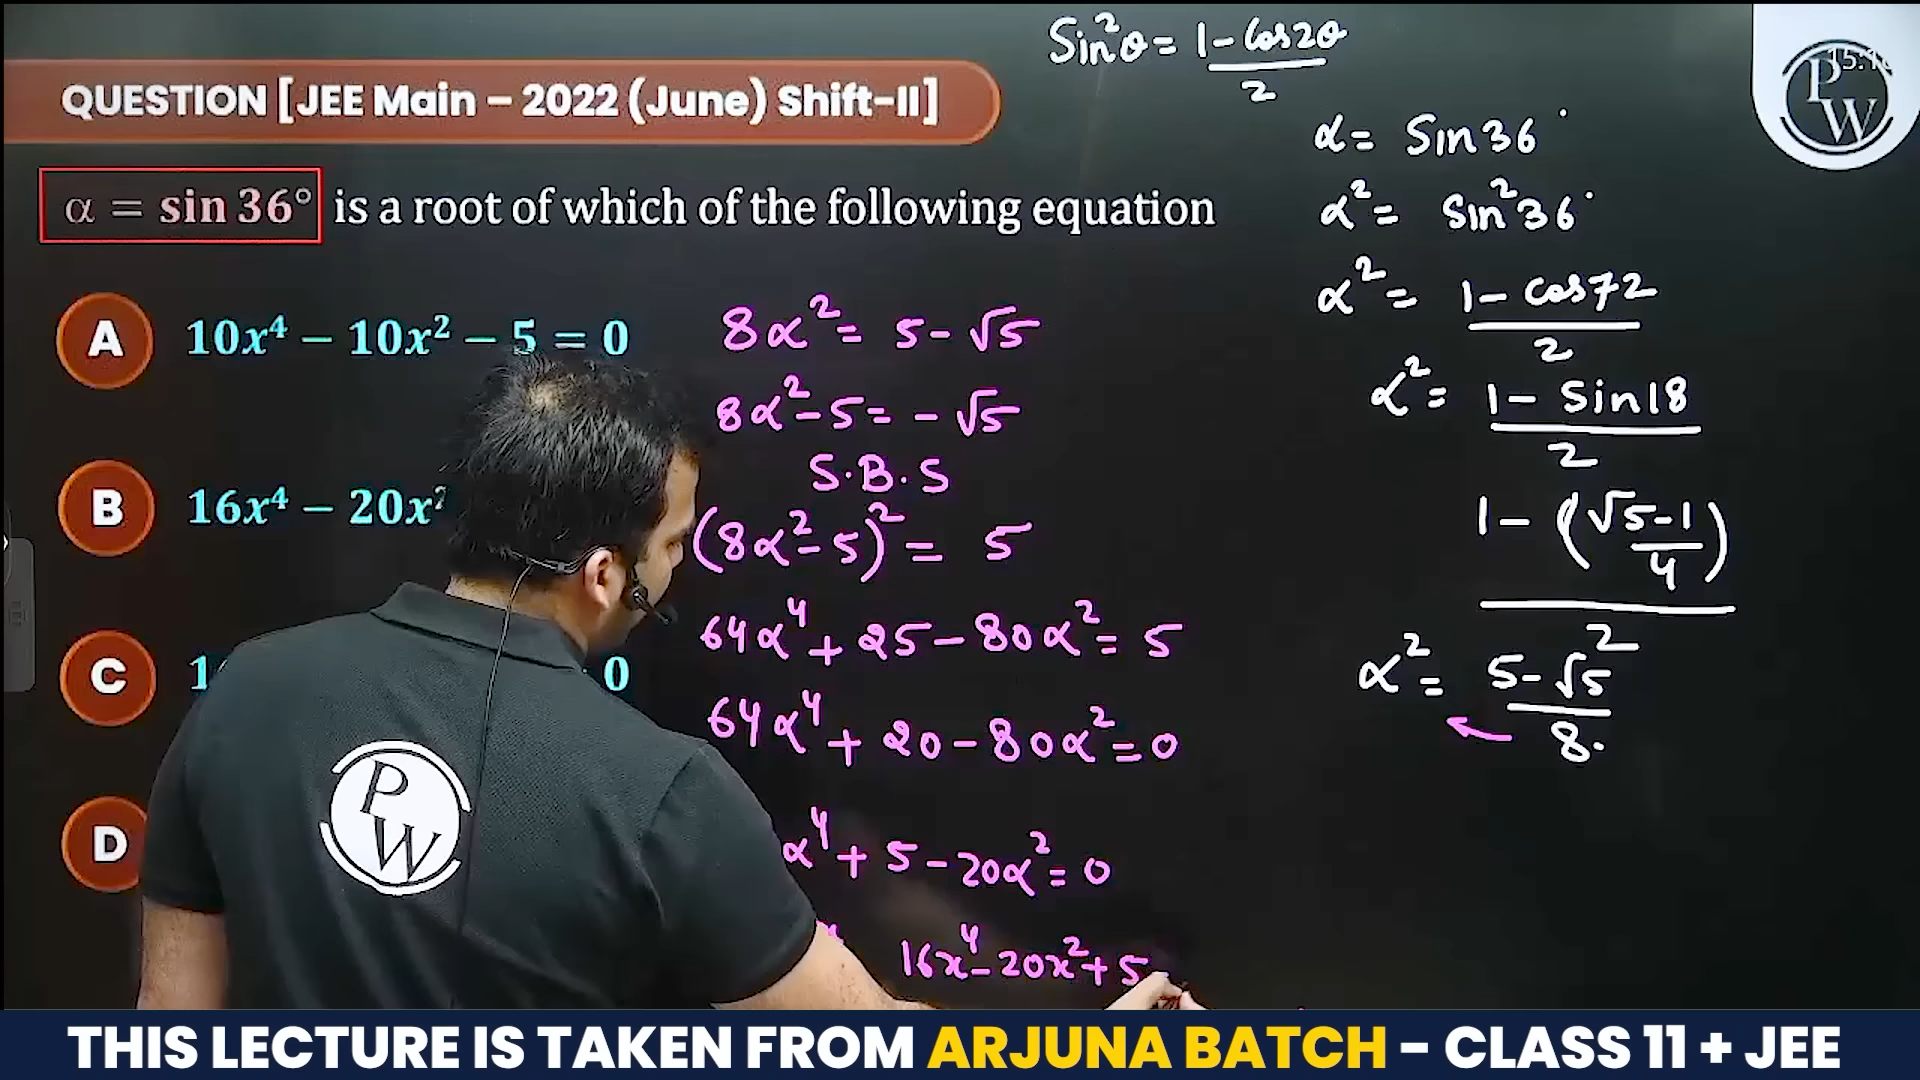 Sin²θ = 1 - Cos2θ / 2
QUESTION [JEE Main – 2022 (June) Shift-II]
α = sin 36° is a root of which of the following equation
A 10x⁴ – 10x² – 5 = 0
B 16x⁴ – 20x²
C
0
D
8α² = 5 - √5
8α² - 5 = - √5
S.B.S
(8α² - 5)² = 5
64α⁴ + 25 - 80α² = 5
64α⁴ + 20 - 80α² = 0
α⁴ + 5 - 20α² = 0
16x⁴ - 20x² + 5
α = Sin36°
α² = Sin²36°
α² = 1 - cos72 / 2
α² = 1 - Sin18 / 2
1 - (√5-1 / 4) / 2
α² = 5 - √5 / 8.
PW
PW
THIS LECTURE IS TAKEN FROM ARJUNA BATCH - CLASS 11 + JEE